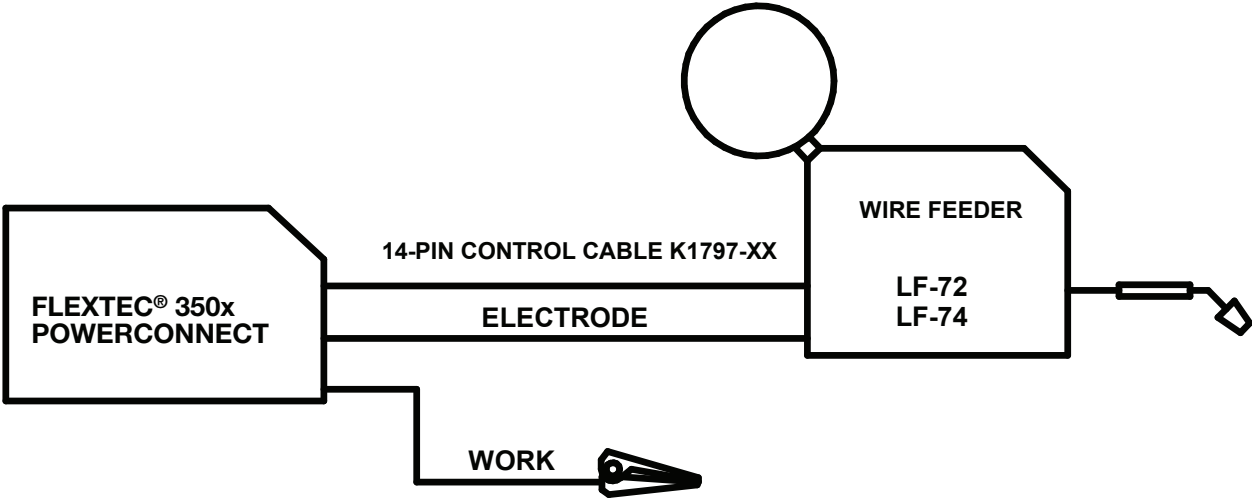 14-PIN CONTROL CABLE K1797-XX
FLEXTEC® 350x
POWERCONNECT
ELECTRODE
WORK
WIRE FEEDER
LF-72
LF-74